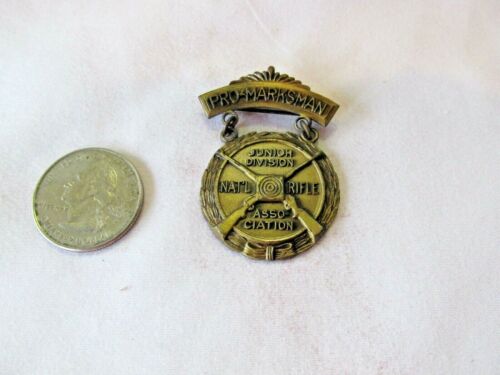 PRO-MARKSMAN
JUNIOR
DIVISION
NAT'L RIFLE
ASSO-
CIATION